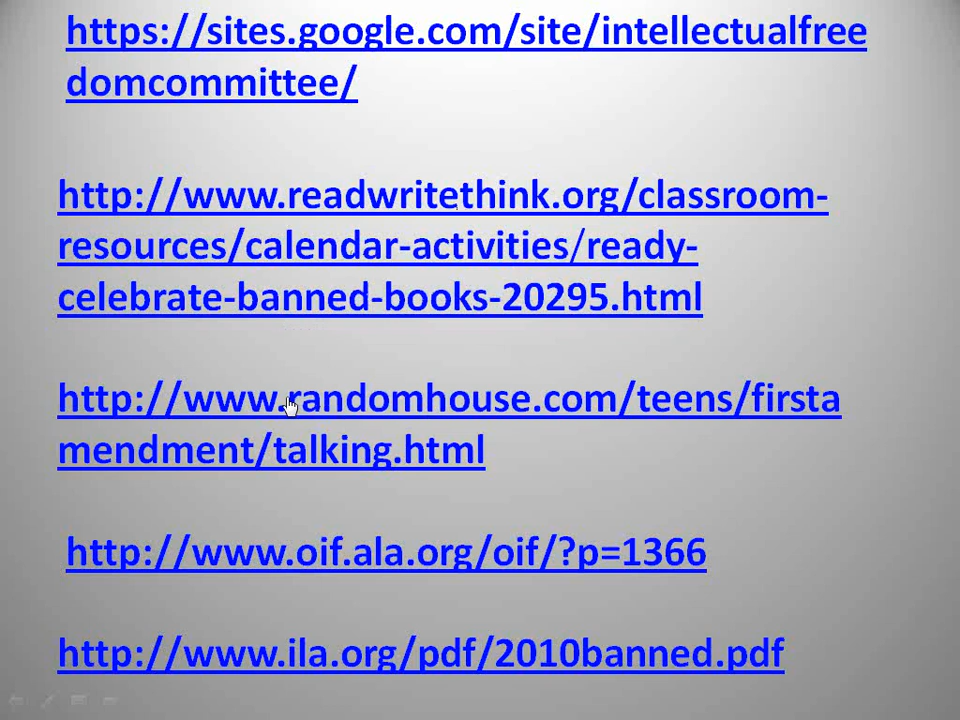 https://sites.google.com/site/intellectualfree
domcommittee/
http://www.readwritethink.org/classroom-
resources/calendar-activities/ready-
celebrate-banned-books-20295.html
http://www.randomhouse.com/teens/firsta
mendment/talking.html
http://www.oif.ala.org/oif/?p=1366
http://www.ila.org/pdf/2010banned.pdf